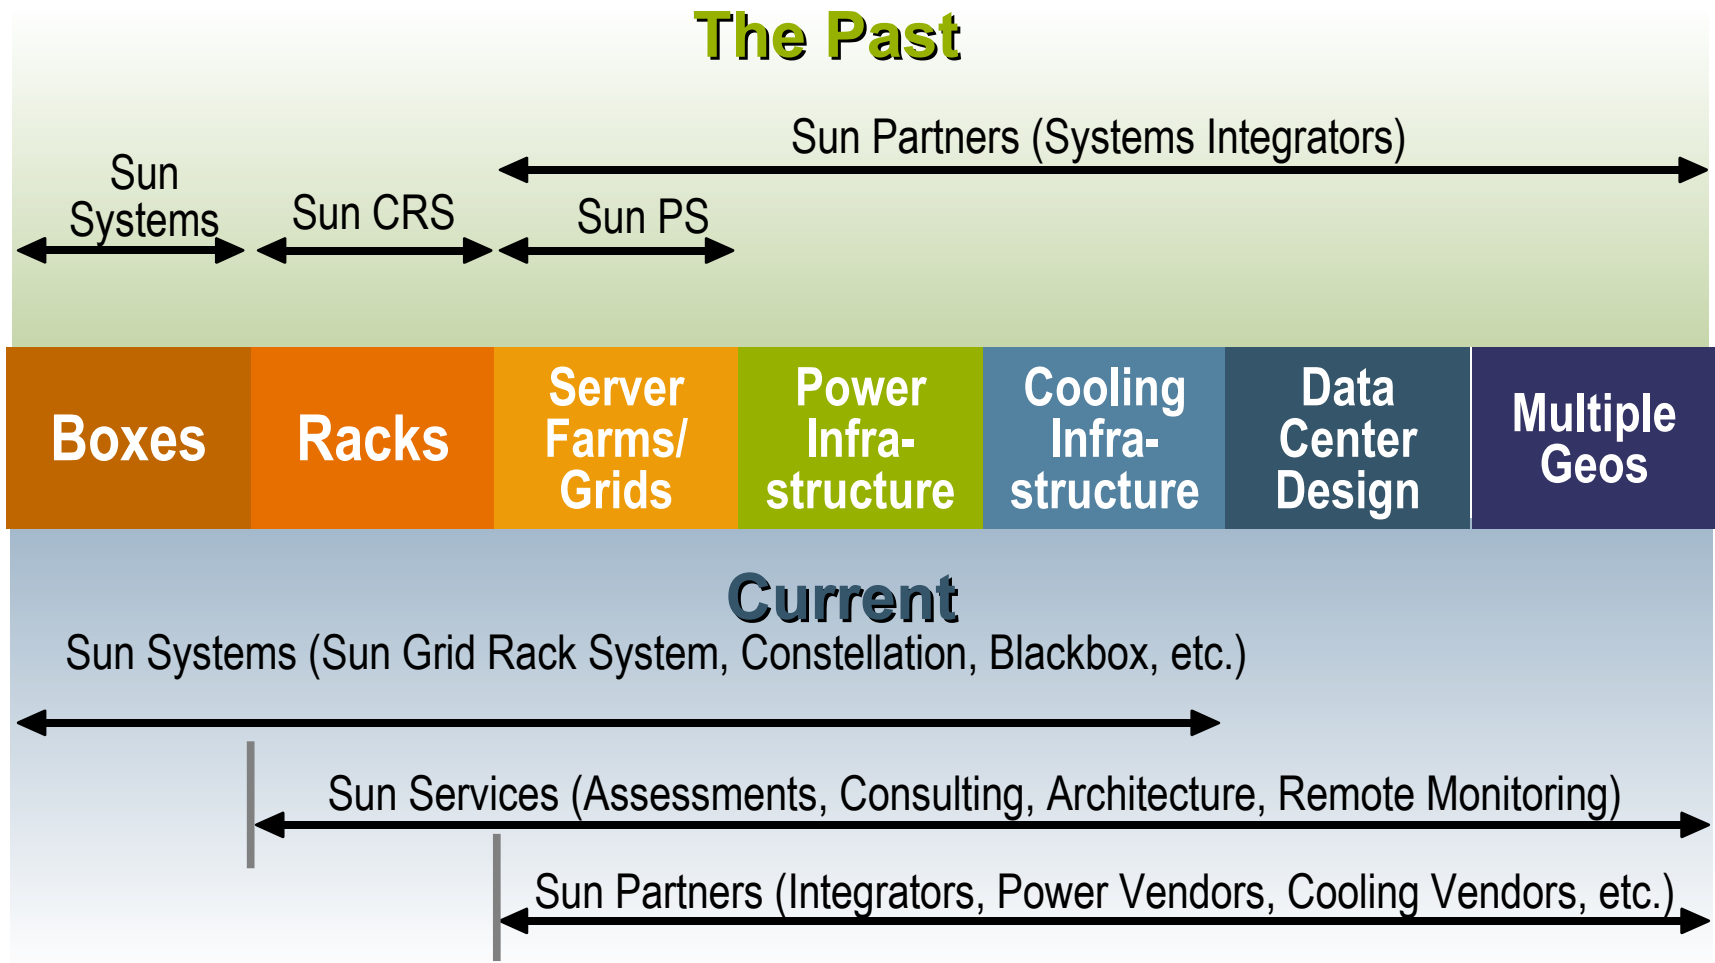 The Past
Sun Partners (Systems Integrators)
Sun
Systems
Sun CRS
Sun PS
Boxes
Racks
Server
Farms/
Grids
Power
Infra-
structure
Cooling
Infra-
structure
Data
Center
Design
Multiple
Geos
Current
Sun Systems (Sun Grid Rack System, Constellation, Blackbox, etc.)
Sun Services (Assessments, Consulting, Architecture, Remote Monitoring)
Sun Partners (Integrators, Power Vendors, Cooling Vendors, etc.)